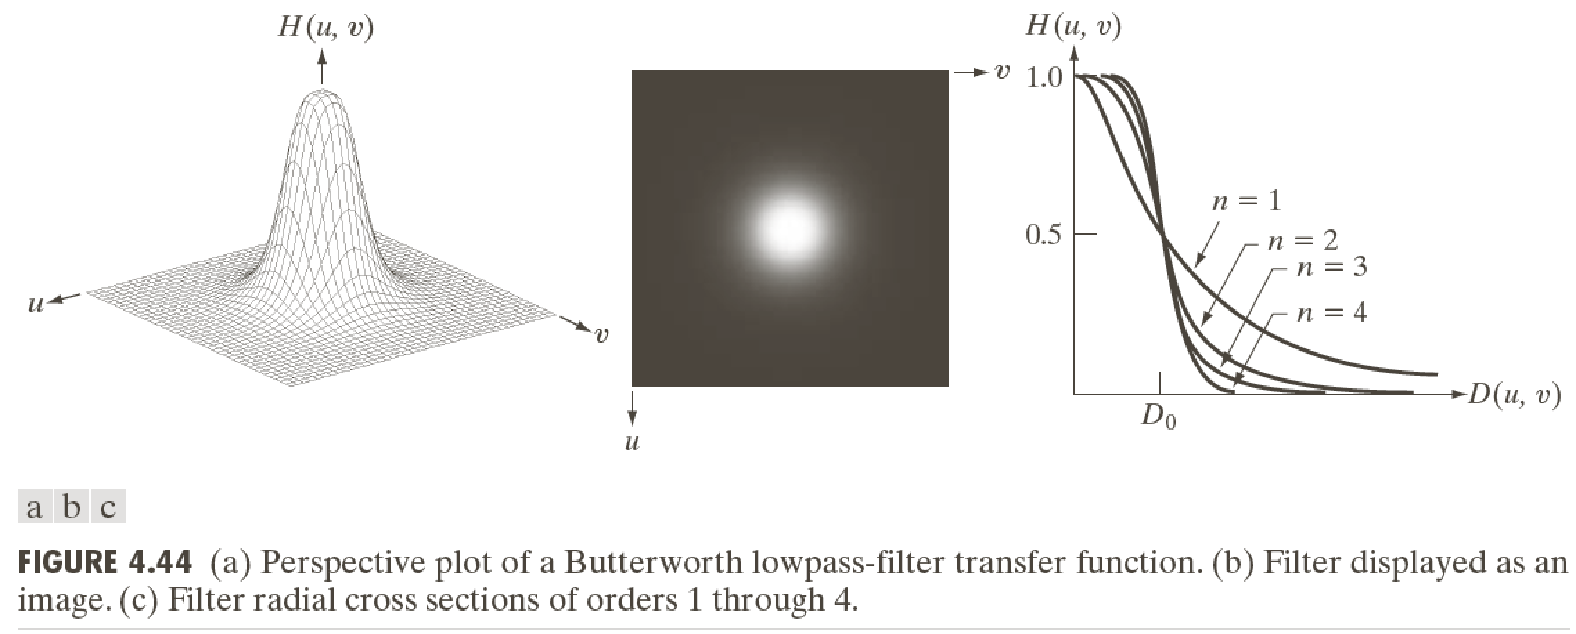 H(u, v)
u
v
v
u
H(u, v)
1.0
0.5
n = 1
n = 2
n = 3
n = 4
D₀
D(u, v)
a b c
FIGURE 4.44 (a) Perspective plot of a Butterworth lowpass-filter transfer function. (b) Filter displayed as an
image. (c) Filter radial cross sections of orders 1 through 4.